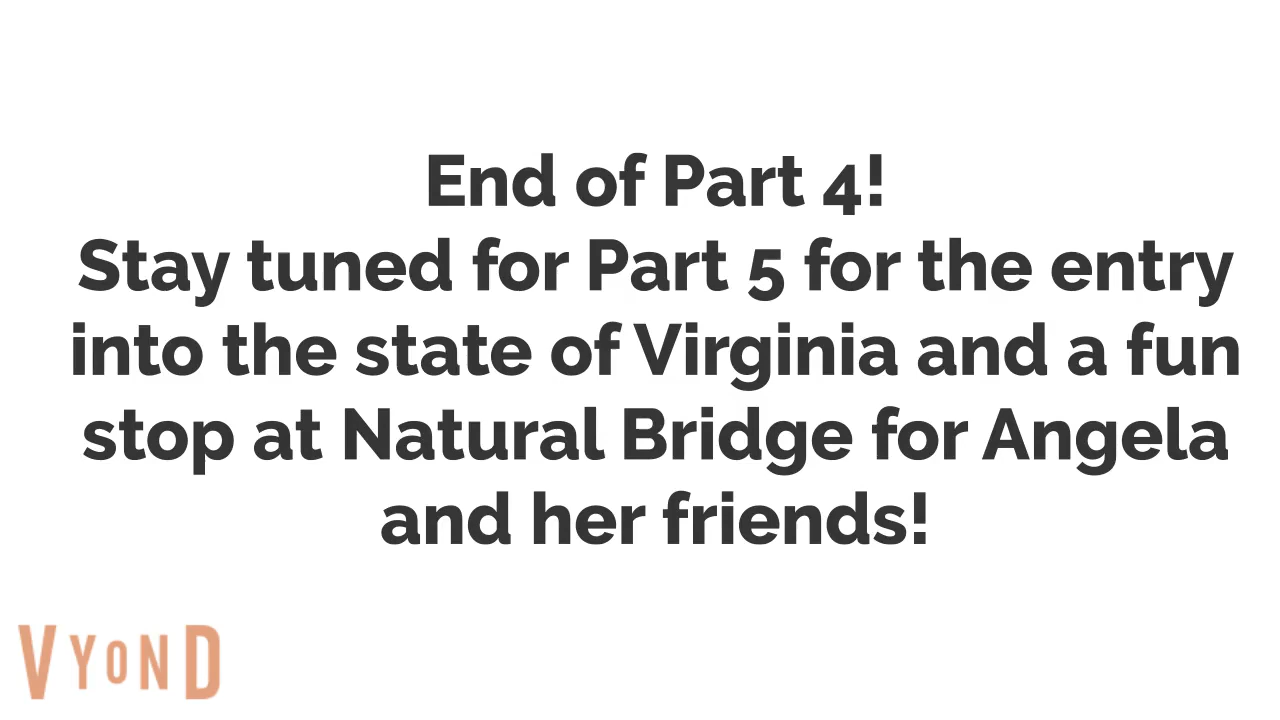 End of Part 4!
Stay tuned for Part 5 for the entry
into the state of Virginia and a fun
stop at Natural Bridge for Angela
and her friends!
VYOND